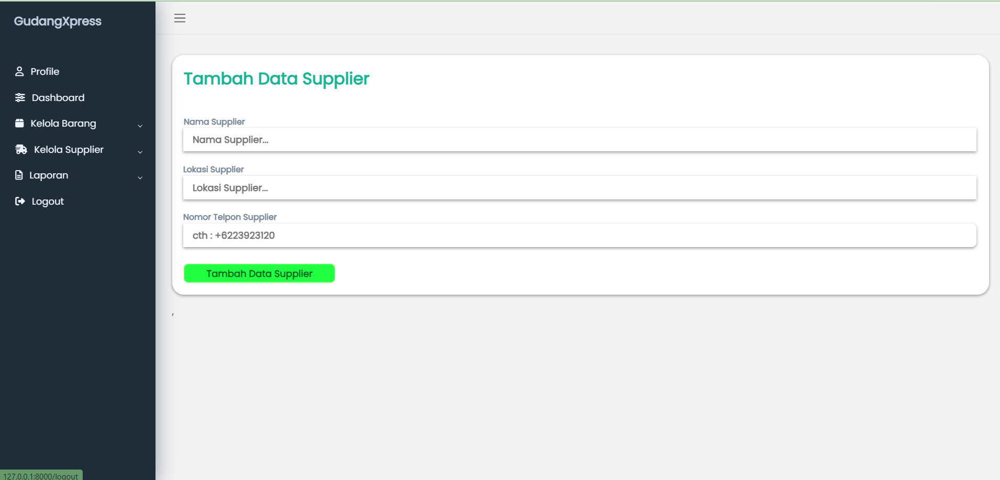 GudangXpress
Profile
Dashboard
Kelola Barang
Kelola Supplier
Laporan
Logout
Tambah Data Supplier
Nama Supplier
Nama Supplier...
Lokasi Supplier
Lokasi Supplier...
Nomor Telpon Supplier
cth : +6223923120
Tambah Data Supplier
,
127.0.0.1:8000/logout